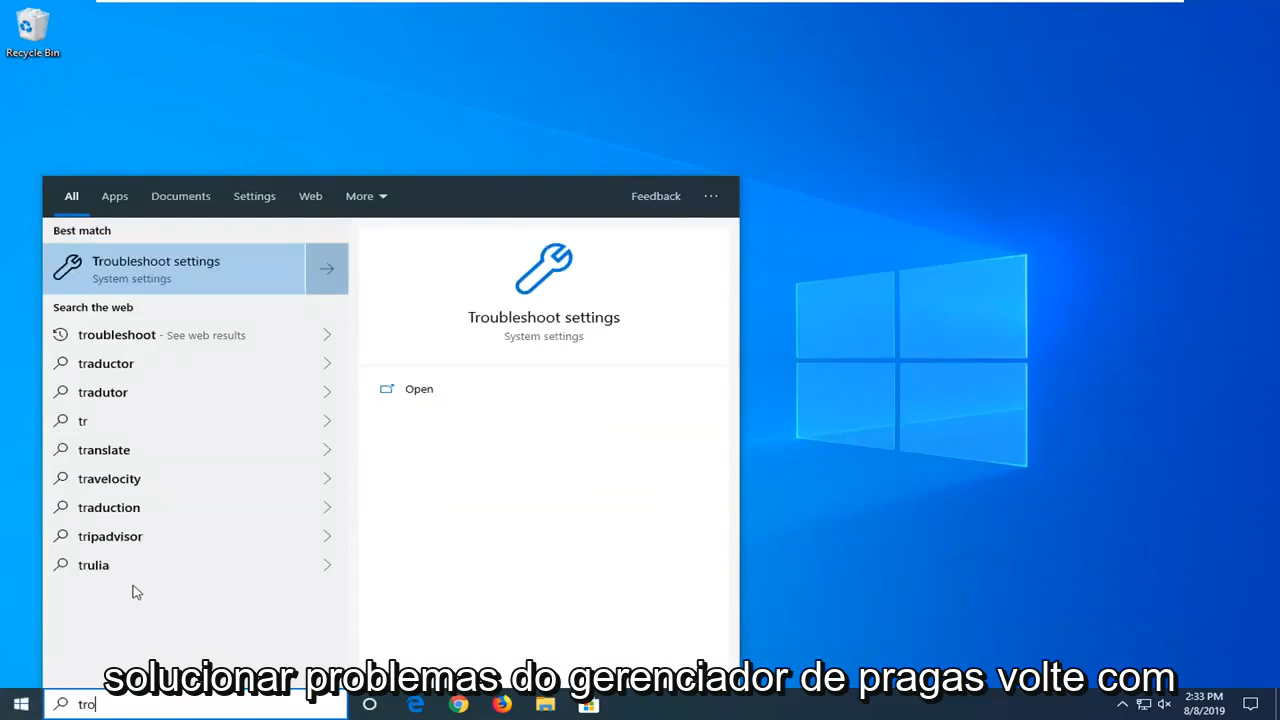 Recycle Bin
All Apps Documents Settings Web More Feedback ...
Best match
Troubleshoot settings
System settings
Search the web
troubleshoot - See web results
traductor
tradutor
tr
translate
travelocity
traduction
tripadvisor
trulia
Troubleshoot settings
System settings
Open
solucionar problemas do gerenciador de pragas volte com
tro
2:33 PM
8/8/2019